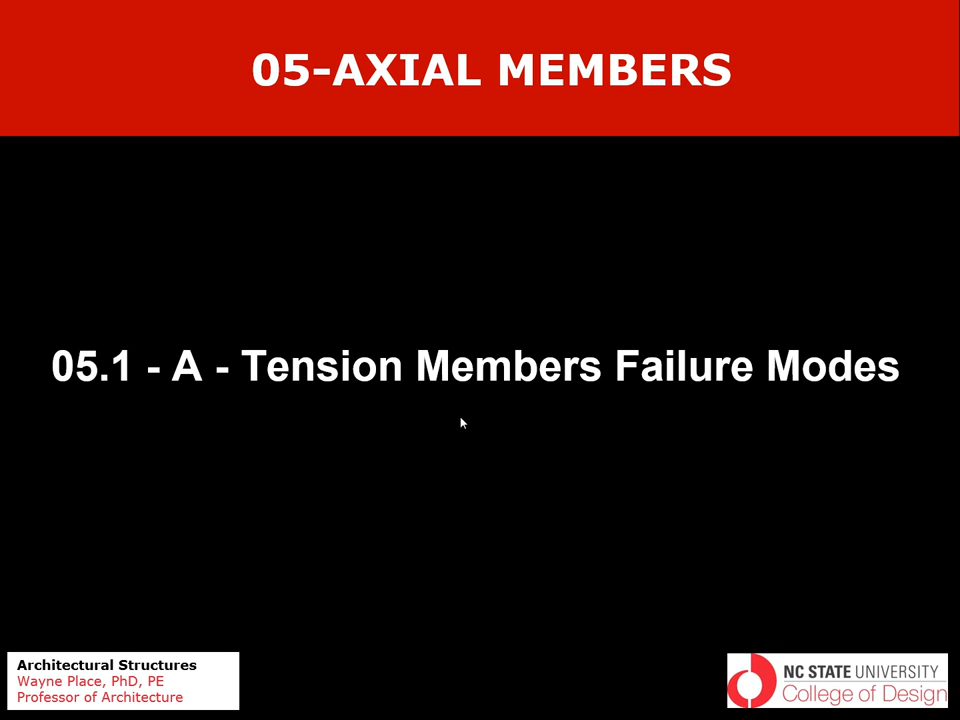 05-AXIAL MEMBERS
05.1 - A - Tension Members Failure Modes
Architectural Structures
Wayne Place, PhD, PE
Professor of Architecture
NC STATE UNIVERSITY
College of Design